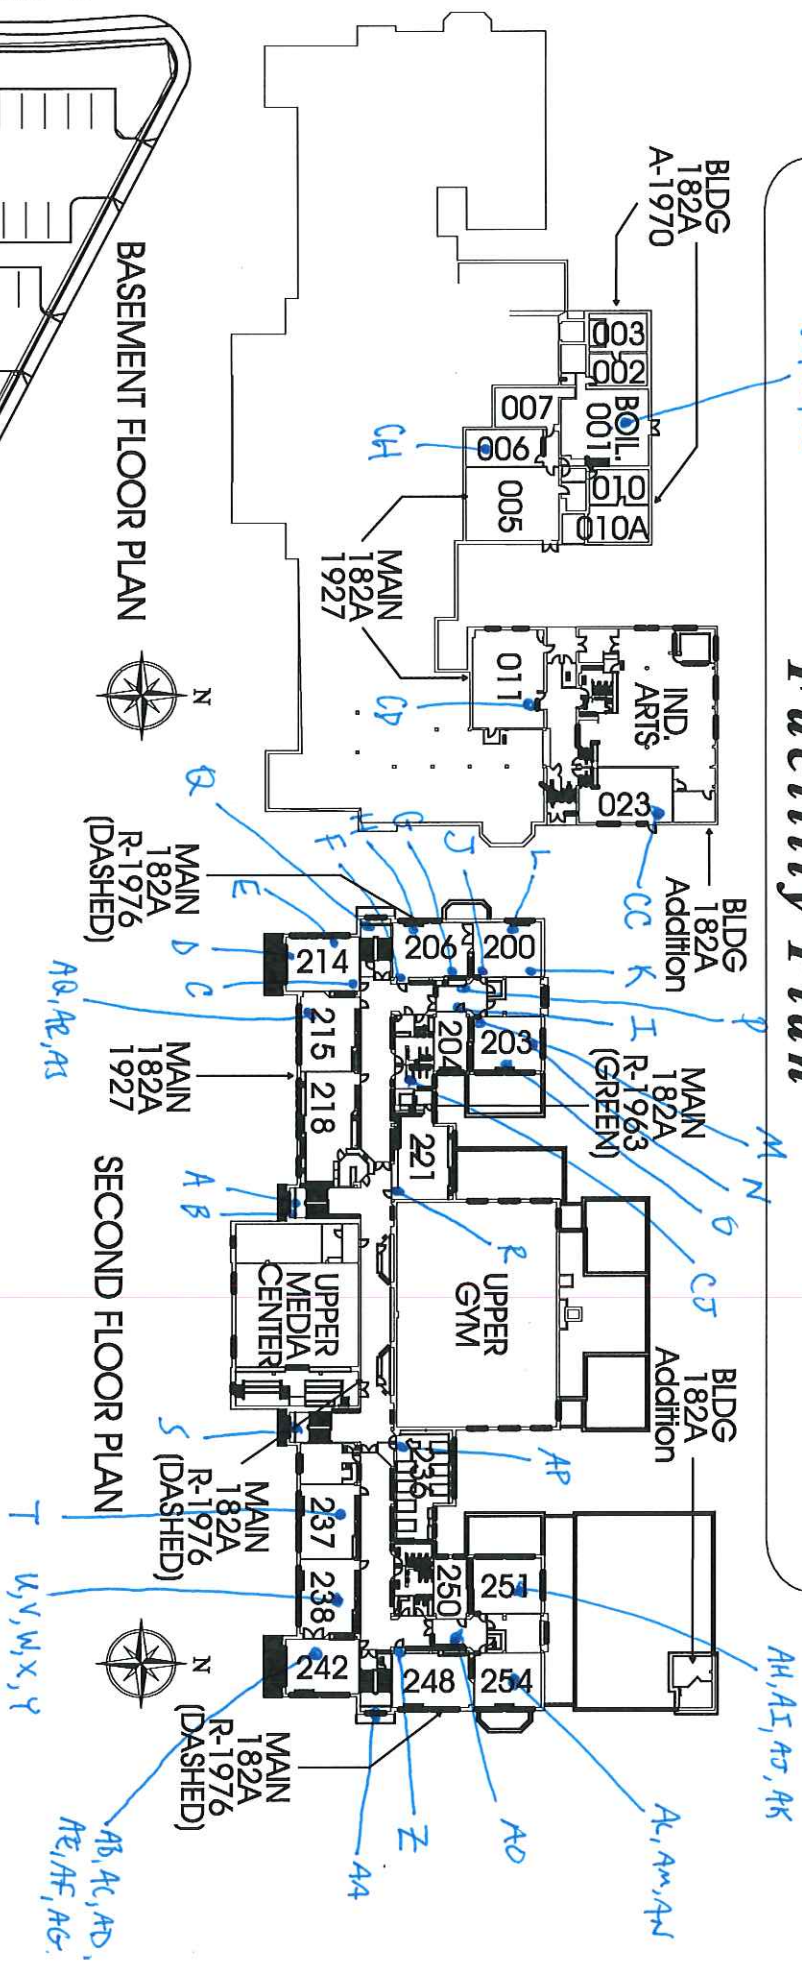 Facility Plan
BLDG
182A
A-1970
003
002
BOIL.
001
007
006
005
010
010A
CH
MAIN
182A
1927
BASEMENT FLOOR PLAN
N
011
CD
IND.
ARTS
023
CC
BLDG
182A
Addition
Q
H
F
G
J
L
K
I
P
E
D
C
MAIN
182A
R-1976
(DASHED)
214
206
200
215
204
203
218
221
MAIN
182A
1927
MAIN
182A
R-1963
(GREEN)
M
N
O
CJ
R
A
B
UPPER
GYM
UPPER
MEDIA
CENTER
SECOND FLOOR PLAN
BLDG
182A
Addition
S
AP
236
MAIN
182A
R-1976
(DASHED)
237
238
242
250
251
248
254
T
U,V,W,X,Y
N
MAIN
182A
R-1976
(DASHED)
AH,AI,AJ,AK
AL,AM,AN
AO
Z
AA
AB,AC,AD,
AE,AF,AG.